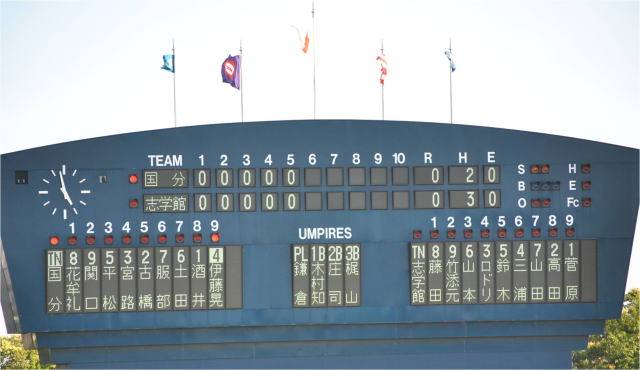 TEAM 1 2 3 4 5 6 7 8 9 10 R H E
国分 0 0 0 0 0 0 2 0
志学館 0 0 0 0 0 0 3 0
S H
B E
O Fc
UMPIRES
1 2 3 4 5 6 7 8 9
TN 8 9 5 3 2 7 6 1 4
国分 花牟礼 関口 平松 宮路 古橋 服部 土田 酒井 伊藤晃
PL 1B 2B 3B
鎌倉 木村知 庄司 梶山
1 2 3 4 5 6 7 8 9
TN 8 9 6 3 5 4 7 2 1
志学館 藤田 竹添元 山本 ロドリ 鈴木 三浦 山田 高田 菅原